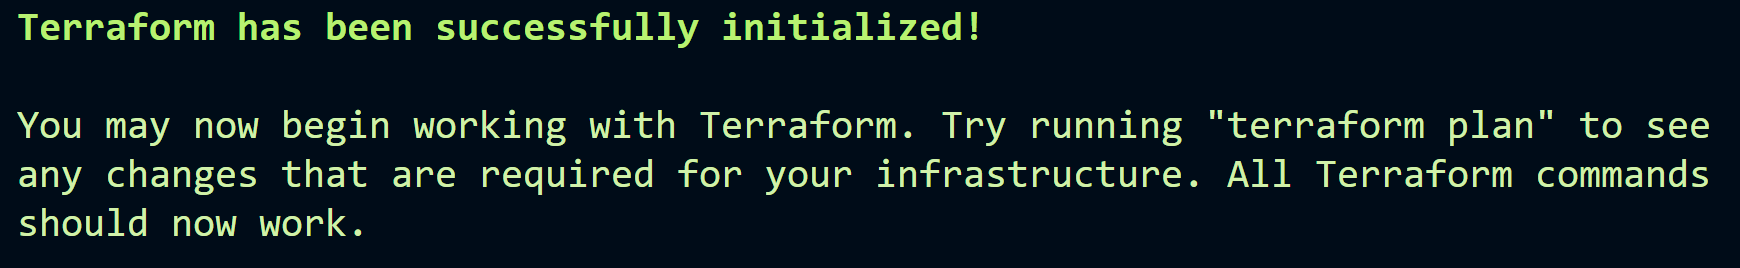 Terraform has been successfully initialized!
You may now begin working with Terraform. Try running "terraform plan" to see
any changes that are required for your infrastructure. All Terraform commands
should now work.